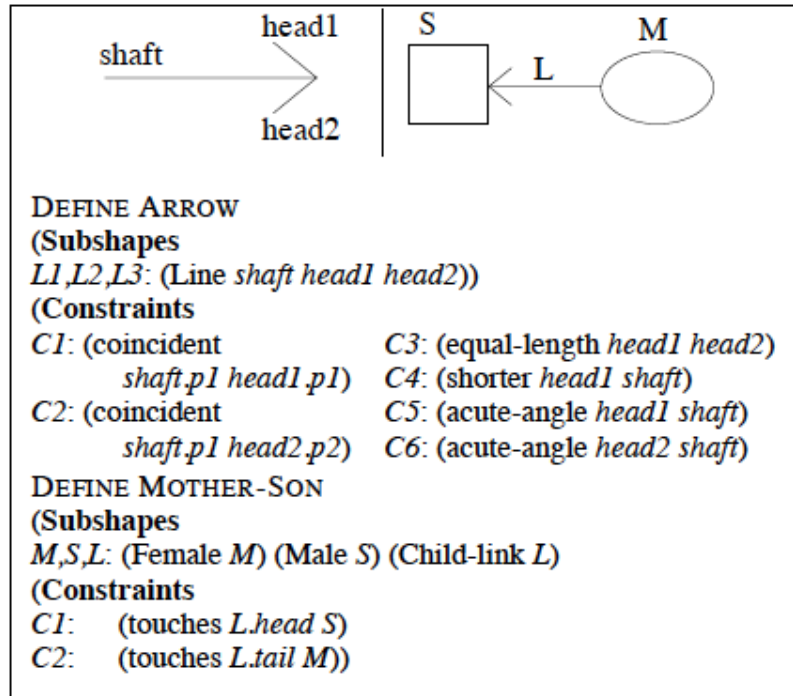 head1
shaft
head2
S
M
L
DEFINE ARROW
(Subshapes
L1,L2,L3: (Line shaft head1 head2))
(Constraints
C1: (coincident
shaft.p1 head1.p1)
C2: (coincident
shaft.p1 head2.p2)
C3: (equal-length head1 head2)
C4: (shorter head1 shaft)
C5: (acute-angle head1 shaft)
C6: (acute-angle head2 shaft)
DEFINE MOTHER-SON
(Subshapes
M,S,L: (Female M) (Male S) (Child-link L)
(Constraints
C1: (touches L.head S)
C2: (touches L.tail M))